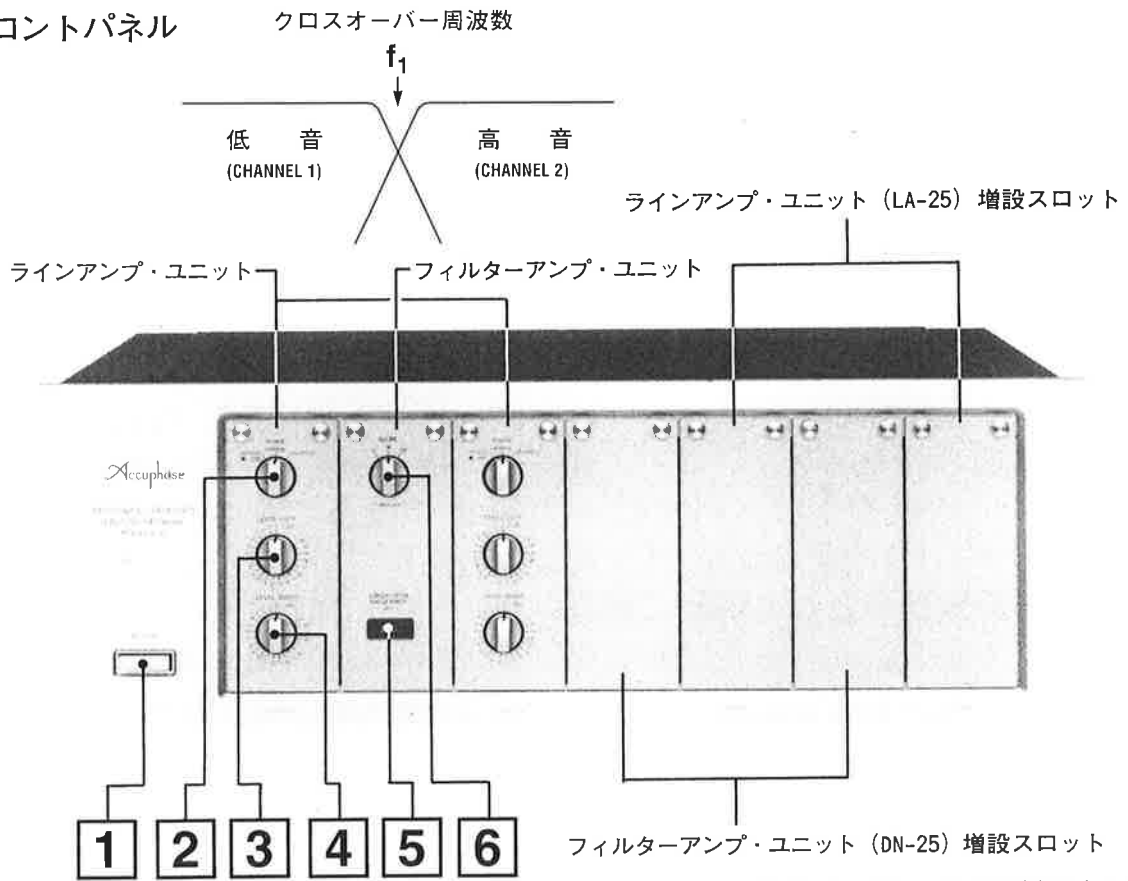 コントパネル
クロスオーバー周波数
f₁
低音
(CHANNEL 1)
高音
(CHANNEL 2)
ラインアンプ・ユニット (LA-25) 増設スロット
ラインアンプ・ユニット
フィルターアンプ・ユニット
Accuphase
1
2
3
4
5
6
フィルターアンプ・ユニット (DN-25) 増設スロット